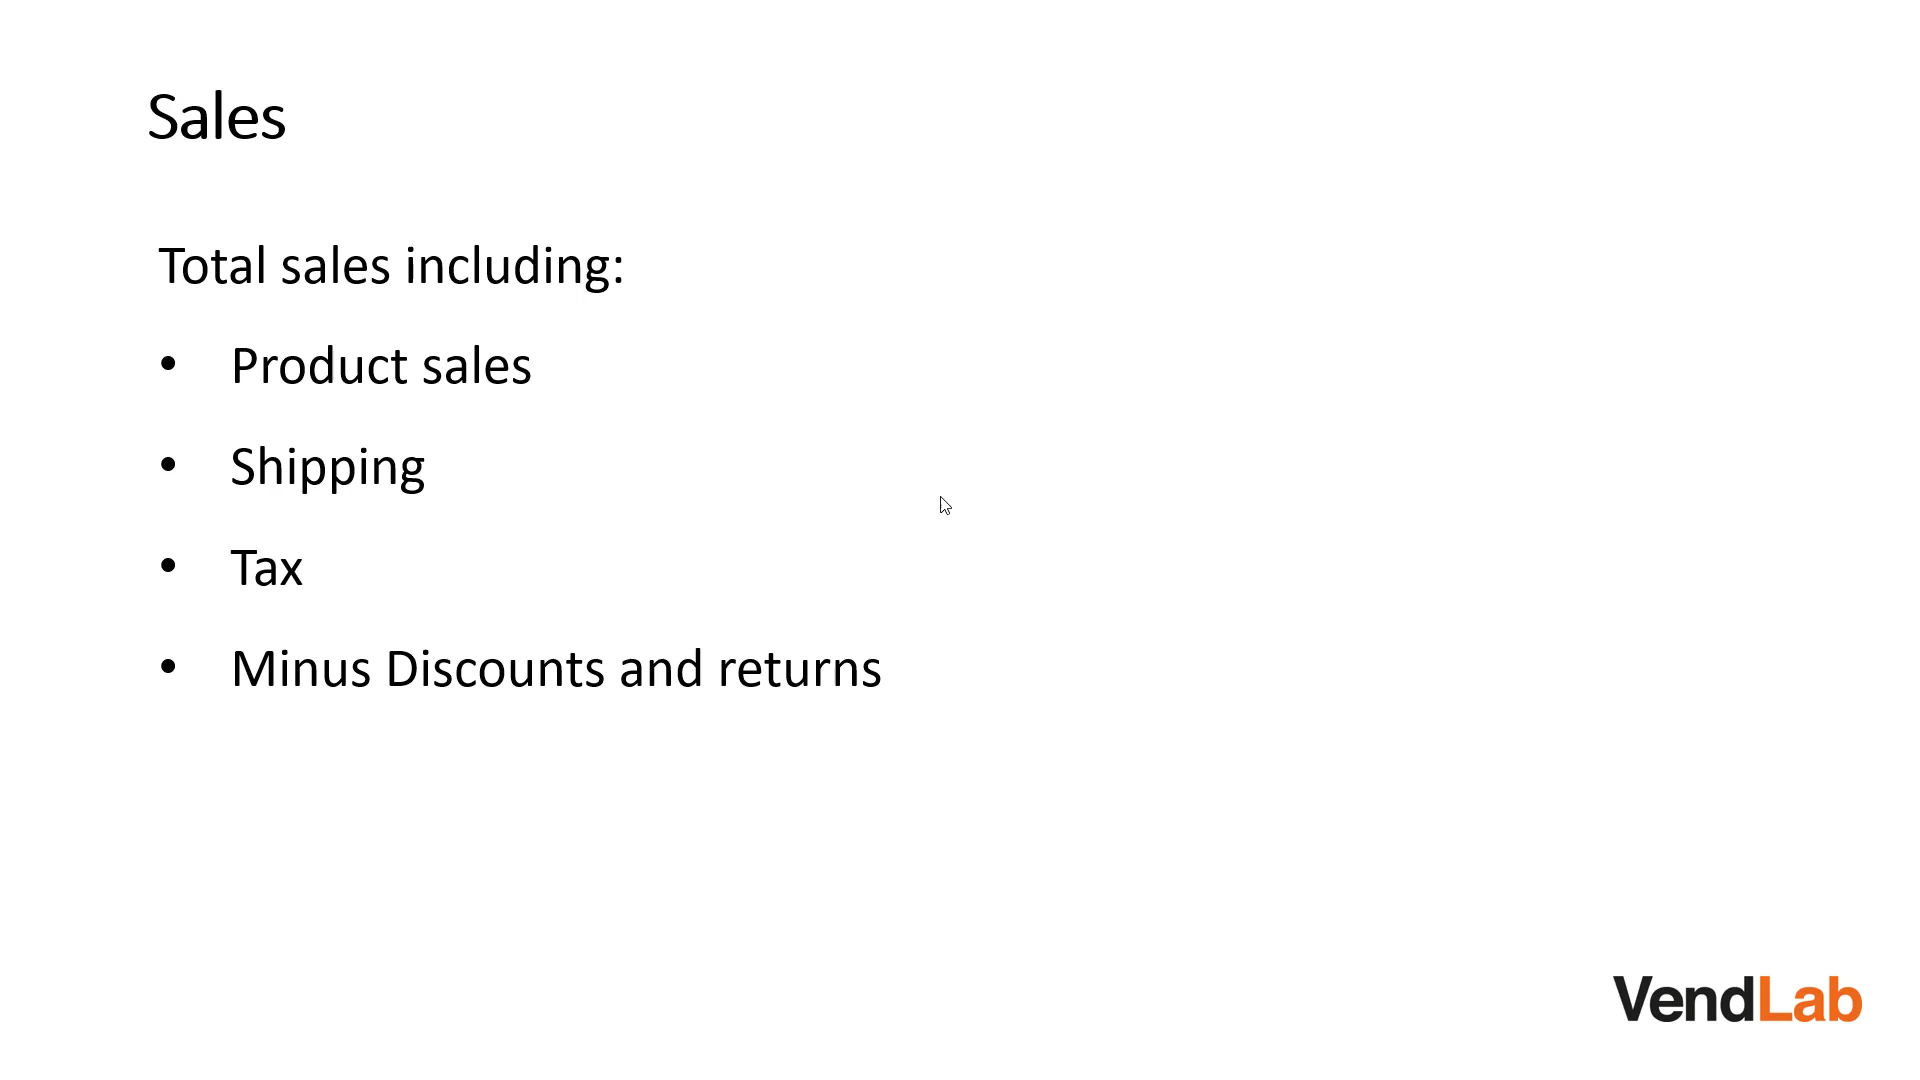 Sales
Total sales including:
• Product sales
• Shipping
• Tax
• Minus Discounts and returns
VendLab